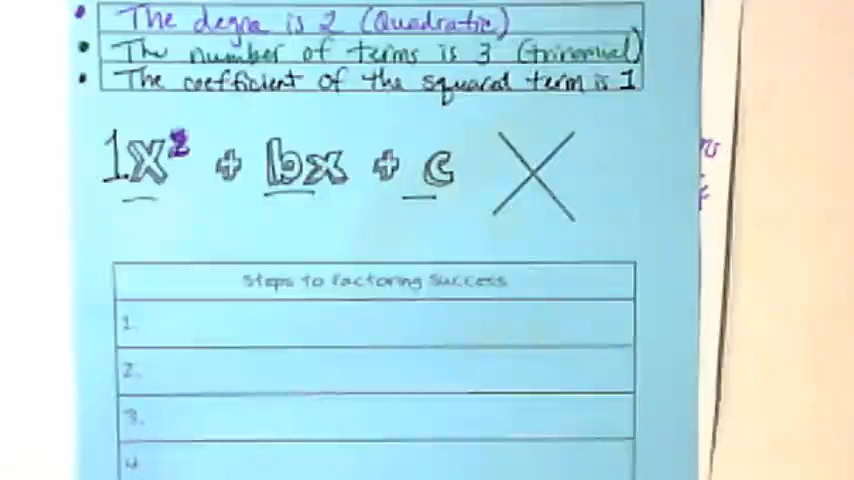 • The degree is 2 (Quadratic)
• The number of terms is 3 (trinomial)
• The coefficient of the squared term is 1
1x² + bx + c
Steps to Factoring Success
1.
2.
3.
4